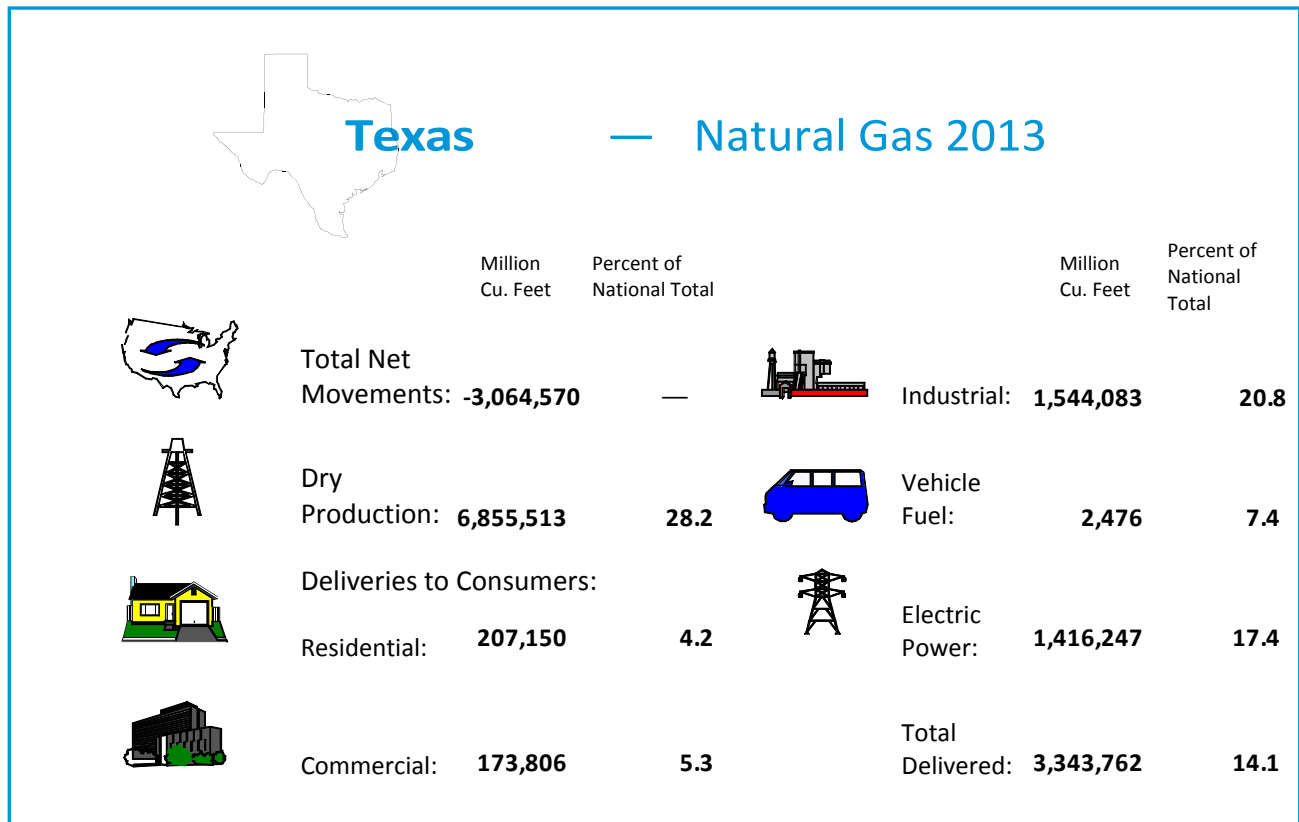 Texas — Natural Gas 2013
Million Cu. Feet
Percent of National Total
Million Cu. Feet
Percent of National Total
Total Net
Movements: -3,064,570 —
Industrial: 1,544,083 20.8
Dry
Production: 6,855,513 28.2
Vehicle
Fuel: 2,476 7.4
Deliveries to Consumers:
Residential: 207,150 4.2
Electric
Power: 1,416,247 17.4
Commercial: 173,806 5.3
Total
Delivered: 3,343,762 14.1